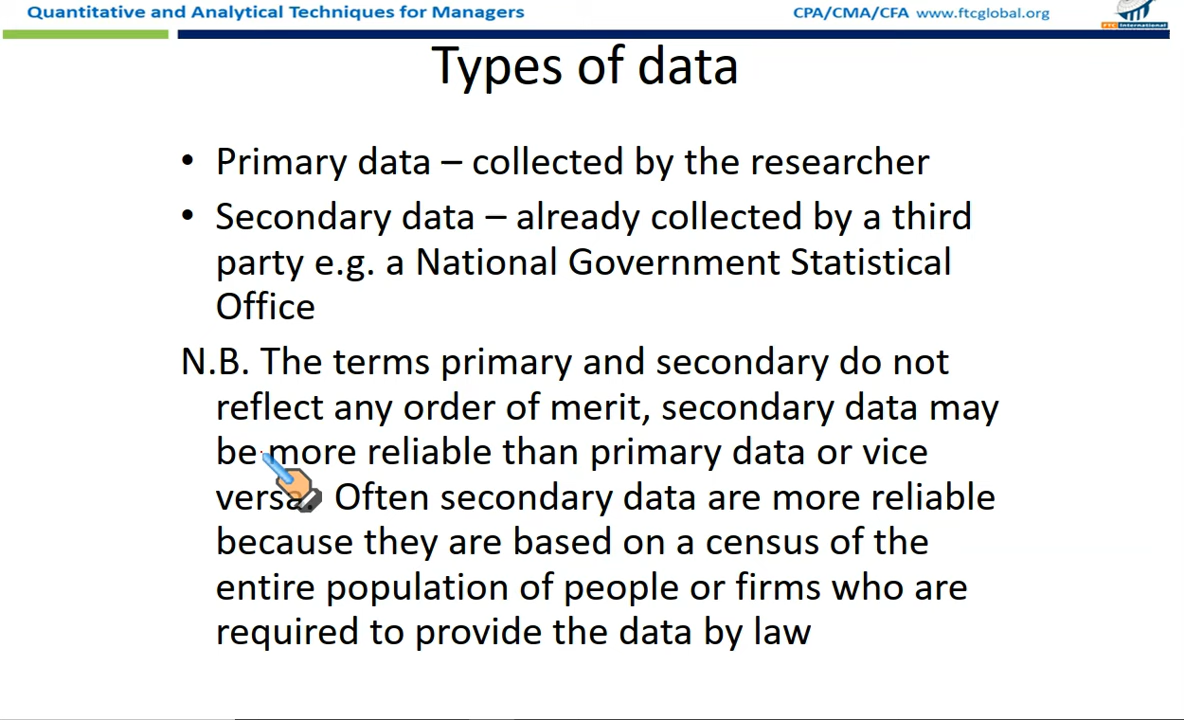 Quantitative and Analytical Techniques for Managers
CPA/CMA/CFA www.ftcglobal.org
FTC International
Types of data
• Primary data – collected by the researcher
• Secondary data – already collected by a third
party e.g. a National Government Statistical
Office
N.B. The terms primary and secondary do not
reflect any order of merit, secondary data may
be more reliable than primary data or vice
versa. Often secondary data are more reliable
because they are based on a census of the
entire population of people or firms who are
required to provide the data by law